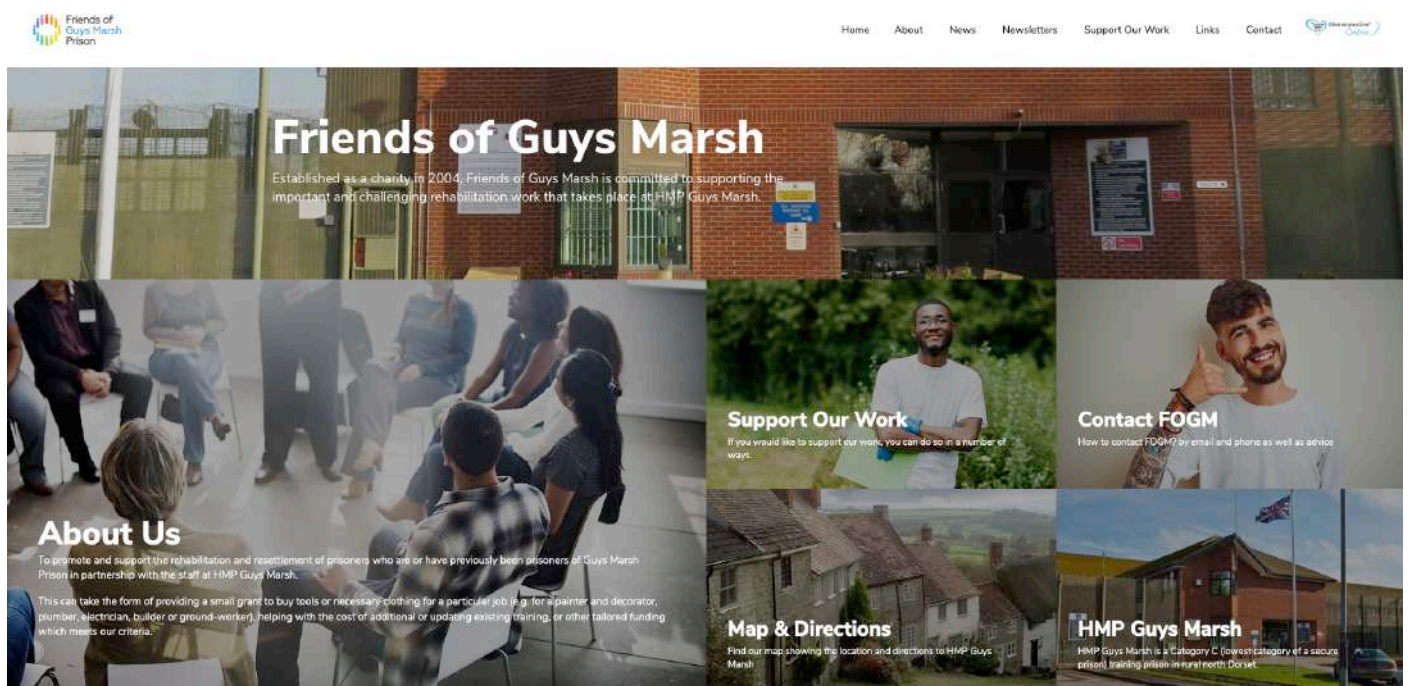 Friends of
Guys Marsh
Prison
Home About News Newsletters Support Our Work Links Contact
Friends of Guys Marsh
Established as a charity in 2004, Friends of Guys Marsh is committed to supporting the
important and challenging rehabilitation work that takes place at HMP Guys Marsh.
About Us
To promote and support the rehabilitation and resettlement of prisoners who are or have previously been prisoners of Guys Marsh
Prison in partnership with the staff at HMP Guys Marsh.
This can take the form of providing a small grant to buy tools or necessary clothing for a particular job (e.g. for a painter and decorator,
plumber, electrician, builder or ground-worker), helping with the cost of additional or updating existing training, or other tailored funding
which meets our criteria.
Support Our Work
If you would like to support our work, you can do so in a number of
ways.
Contact FOGM
How to contact FOGM? by email and phone as well as advice
Map & Directions
Find our map showing the location and directions to HMP Guys
Marsh
HMP Guys Marsh
HMP Guys Marsh is a Category C (lowest category of a secure
prison) training prison in rural north Dorset.